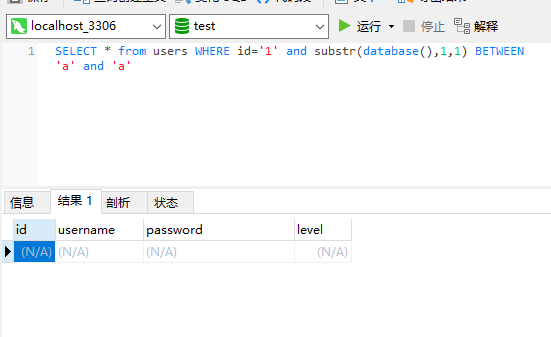 localhost_3306 test 运行 停止 解释
1 SELECT * from users WHERE id='1' and substr(database(),1,1) BETWEEN
'a' and 'a'
信息 结果 1 剖析 状态
id username password level
(N/A) (N/A) (N/A) (N/A)